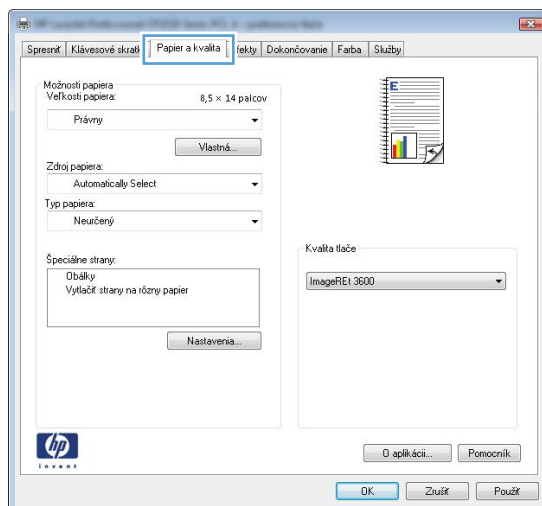 Spresniť Klávesové skratk Papier a kvalita fekty Dokončovanie Farba Služby
Možnosti papiera
Veľkosti papiera: 8,5 × 14 palcov
Právny
Vlastná...
Zdroj papiera:
Automatically Select
Typ papiera:
Neurčený
Špeciálne strany:
Obálky
Vytlačiť strany na rôzny papier
Nastavenia...
E
Kvalita tlače
ImageREt 3600
hp
invent
O aplikácii... Pomocník
OK Zrušiť Použiť